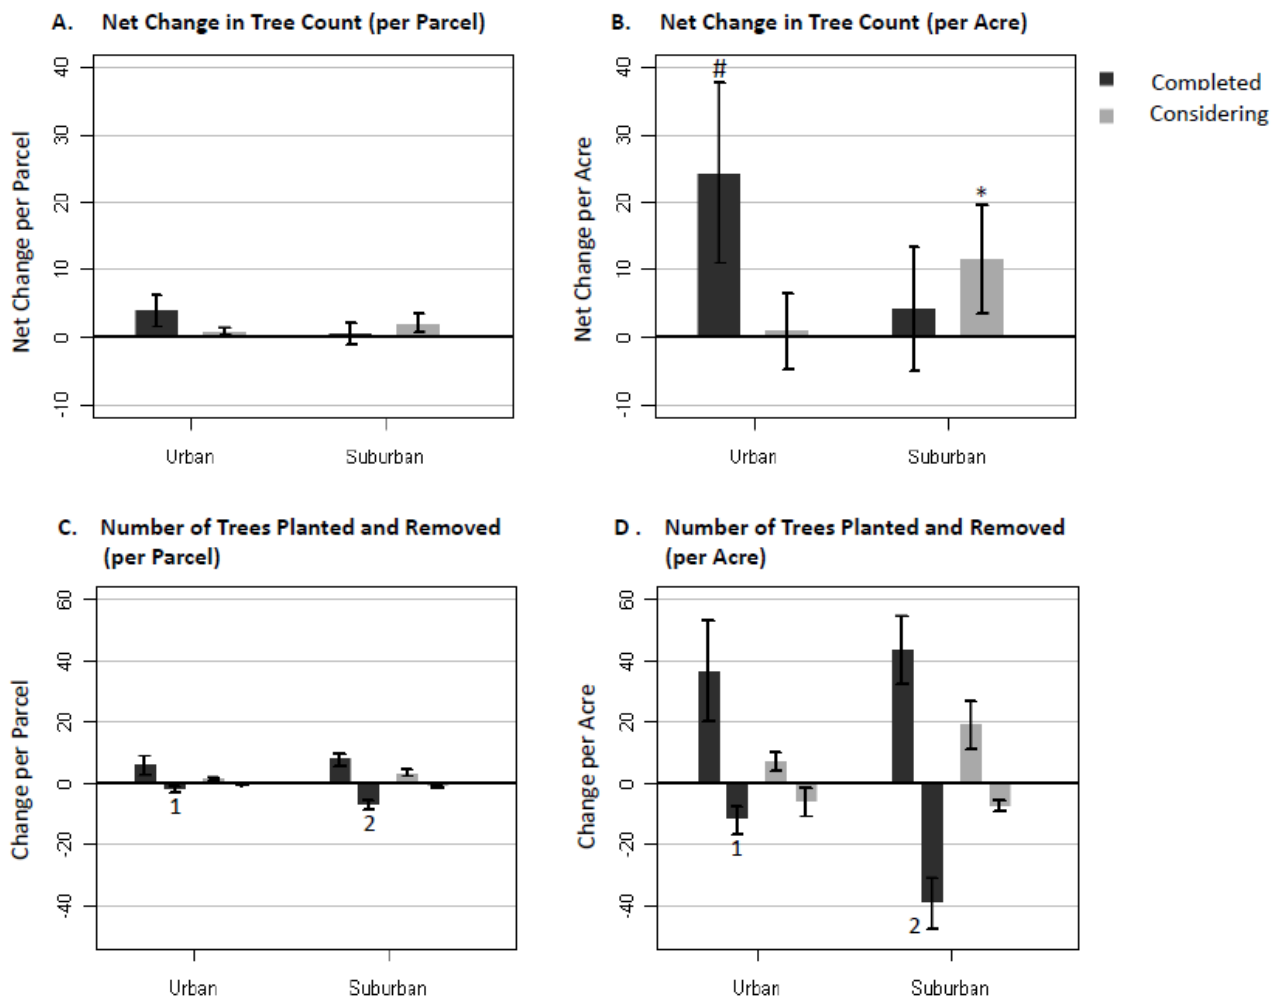 A. Net Change in Tree Count (per Parcel)
Net Change per Parcel
40
30
20
10
0
-10
Urban
Suburban
B. Net Change in Tree Count (per Acre)
Net Change per Acre
40
30
20
10
0
-10
#
*
Urban
Suburban
Completed
Considering
C. Number of Trees Planted and Removed
(per Parcel)
Change per Parcel
60
40
20
0
-20
-40
1
2
Urban
Suburban
D . Number of Trees Planted and Removed
(per Acre)
Change per Acre
60
40
20
0
-20
-40
1
2
Urban
Suburban